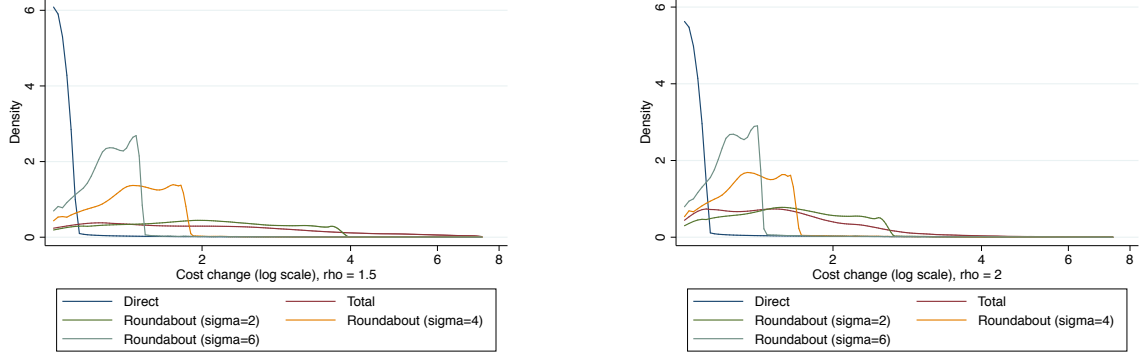 6
4
2
0
Density
2
4
6
8
Cost change (log scale), rho = 1.5
Direct
Total
Roundabout (sigma=2)
Roundabout (sigma=4)
Roundabout (sigma=6)
6
4
2
0
Density
2
4
6
8
Cost change (log scale), rho = 2
Direct
Total
Roundabout (sigma=2)
Roundabout (sigma=4)
Roundabout (sigma=6)